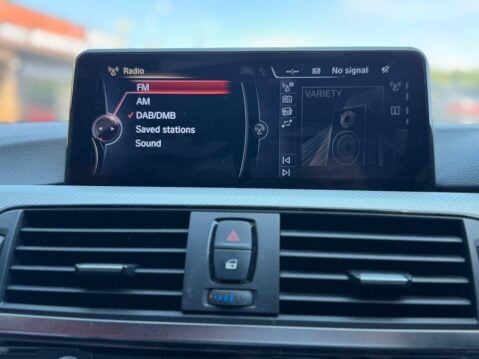 Radio
No signal
FM
VARIETY
AM
DAB/DMB
Saved stations
Sound